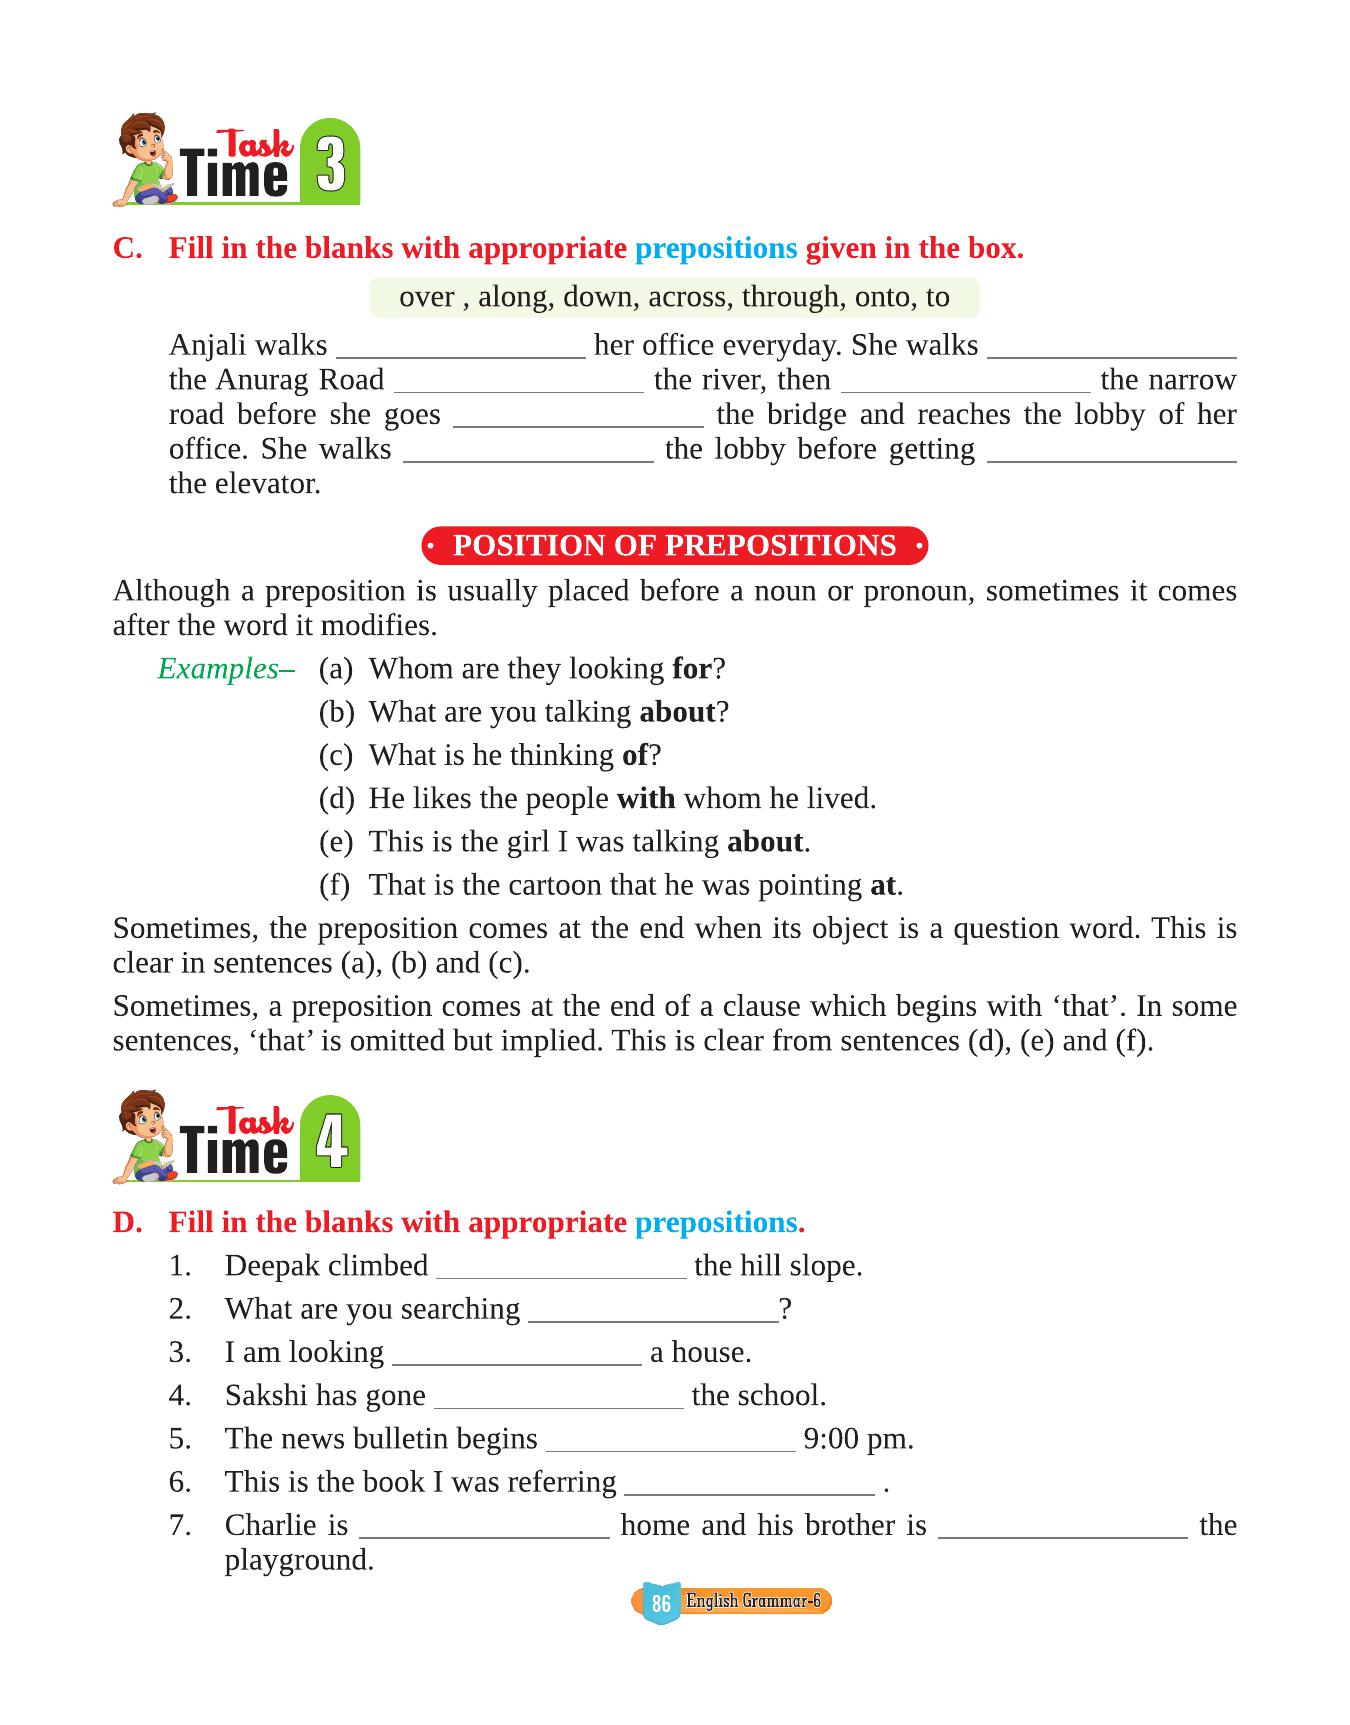 Task
Time 3
C. Fill in the blanks with appropriate prepositions given in the box.
over , along, down, across, through, onto, to
Anjali walks ________________ her office everyday. She walks ________________
the Anurag Road ________________ the river, then ________________ the narrow
road before she goes ________________ the bridge and reaches the lobby of her
office. She walks ________________ the lobby before getting ________________
the elevator.
• POSITION OF PREPOSITIONS •
Although a preposition is usually placed before a noun or pronoun, sometimes it comes
after the word it modifies.
Examples– (a) Whom are they looking for?
(b) What are you talking about?
(c) What is he thinking of?
(d) He likes the people with whom he lived.
(e) This is the girl I was talking about.
(f) That is the cartoon that he was pointing at.
Sometimes, the preposition comes at the end when its object is a question word. This is
clear in sentences (a), (b) and (c).
Sometimes, a preposition comes at the end of a clause which begins with ‘that’. In some
sentences, ‘that’ is omitted but implied. This is clear from sentences (d), (e) and (f).
Task
Time 4
D. Fill in the blanks with appropriate prepositions.
1. Deepak climbed ________________ the hill slope.
2. What are you searching ________________?
3. I am looking ________________ a house.
4. Sakshi has gone ________________ the school.
5. The news bulletin begins ________________ 9:00 pm.
6. This is the book I was referring ________________ .
7. Charlie is ________________ home and his brother is ________________ the
playground.
86 English Grammar-6